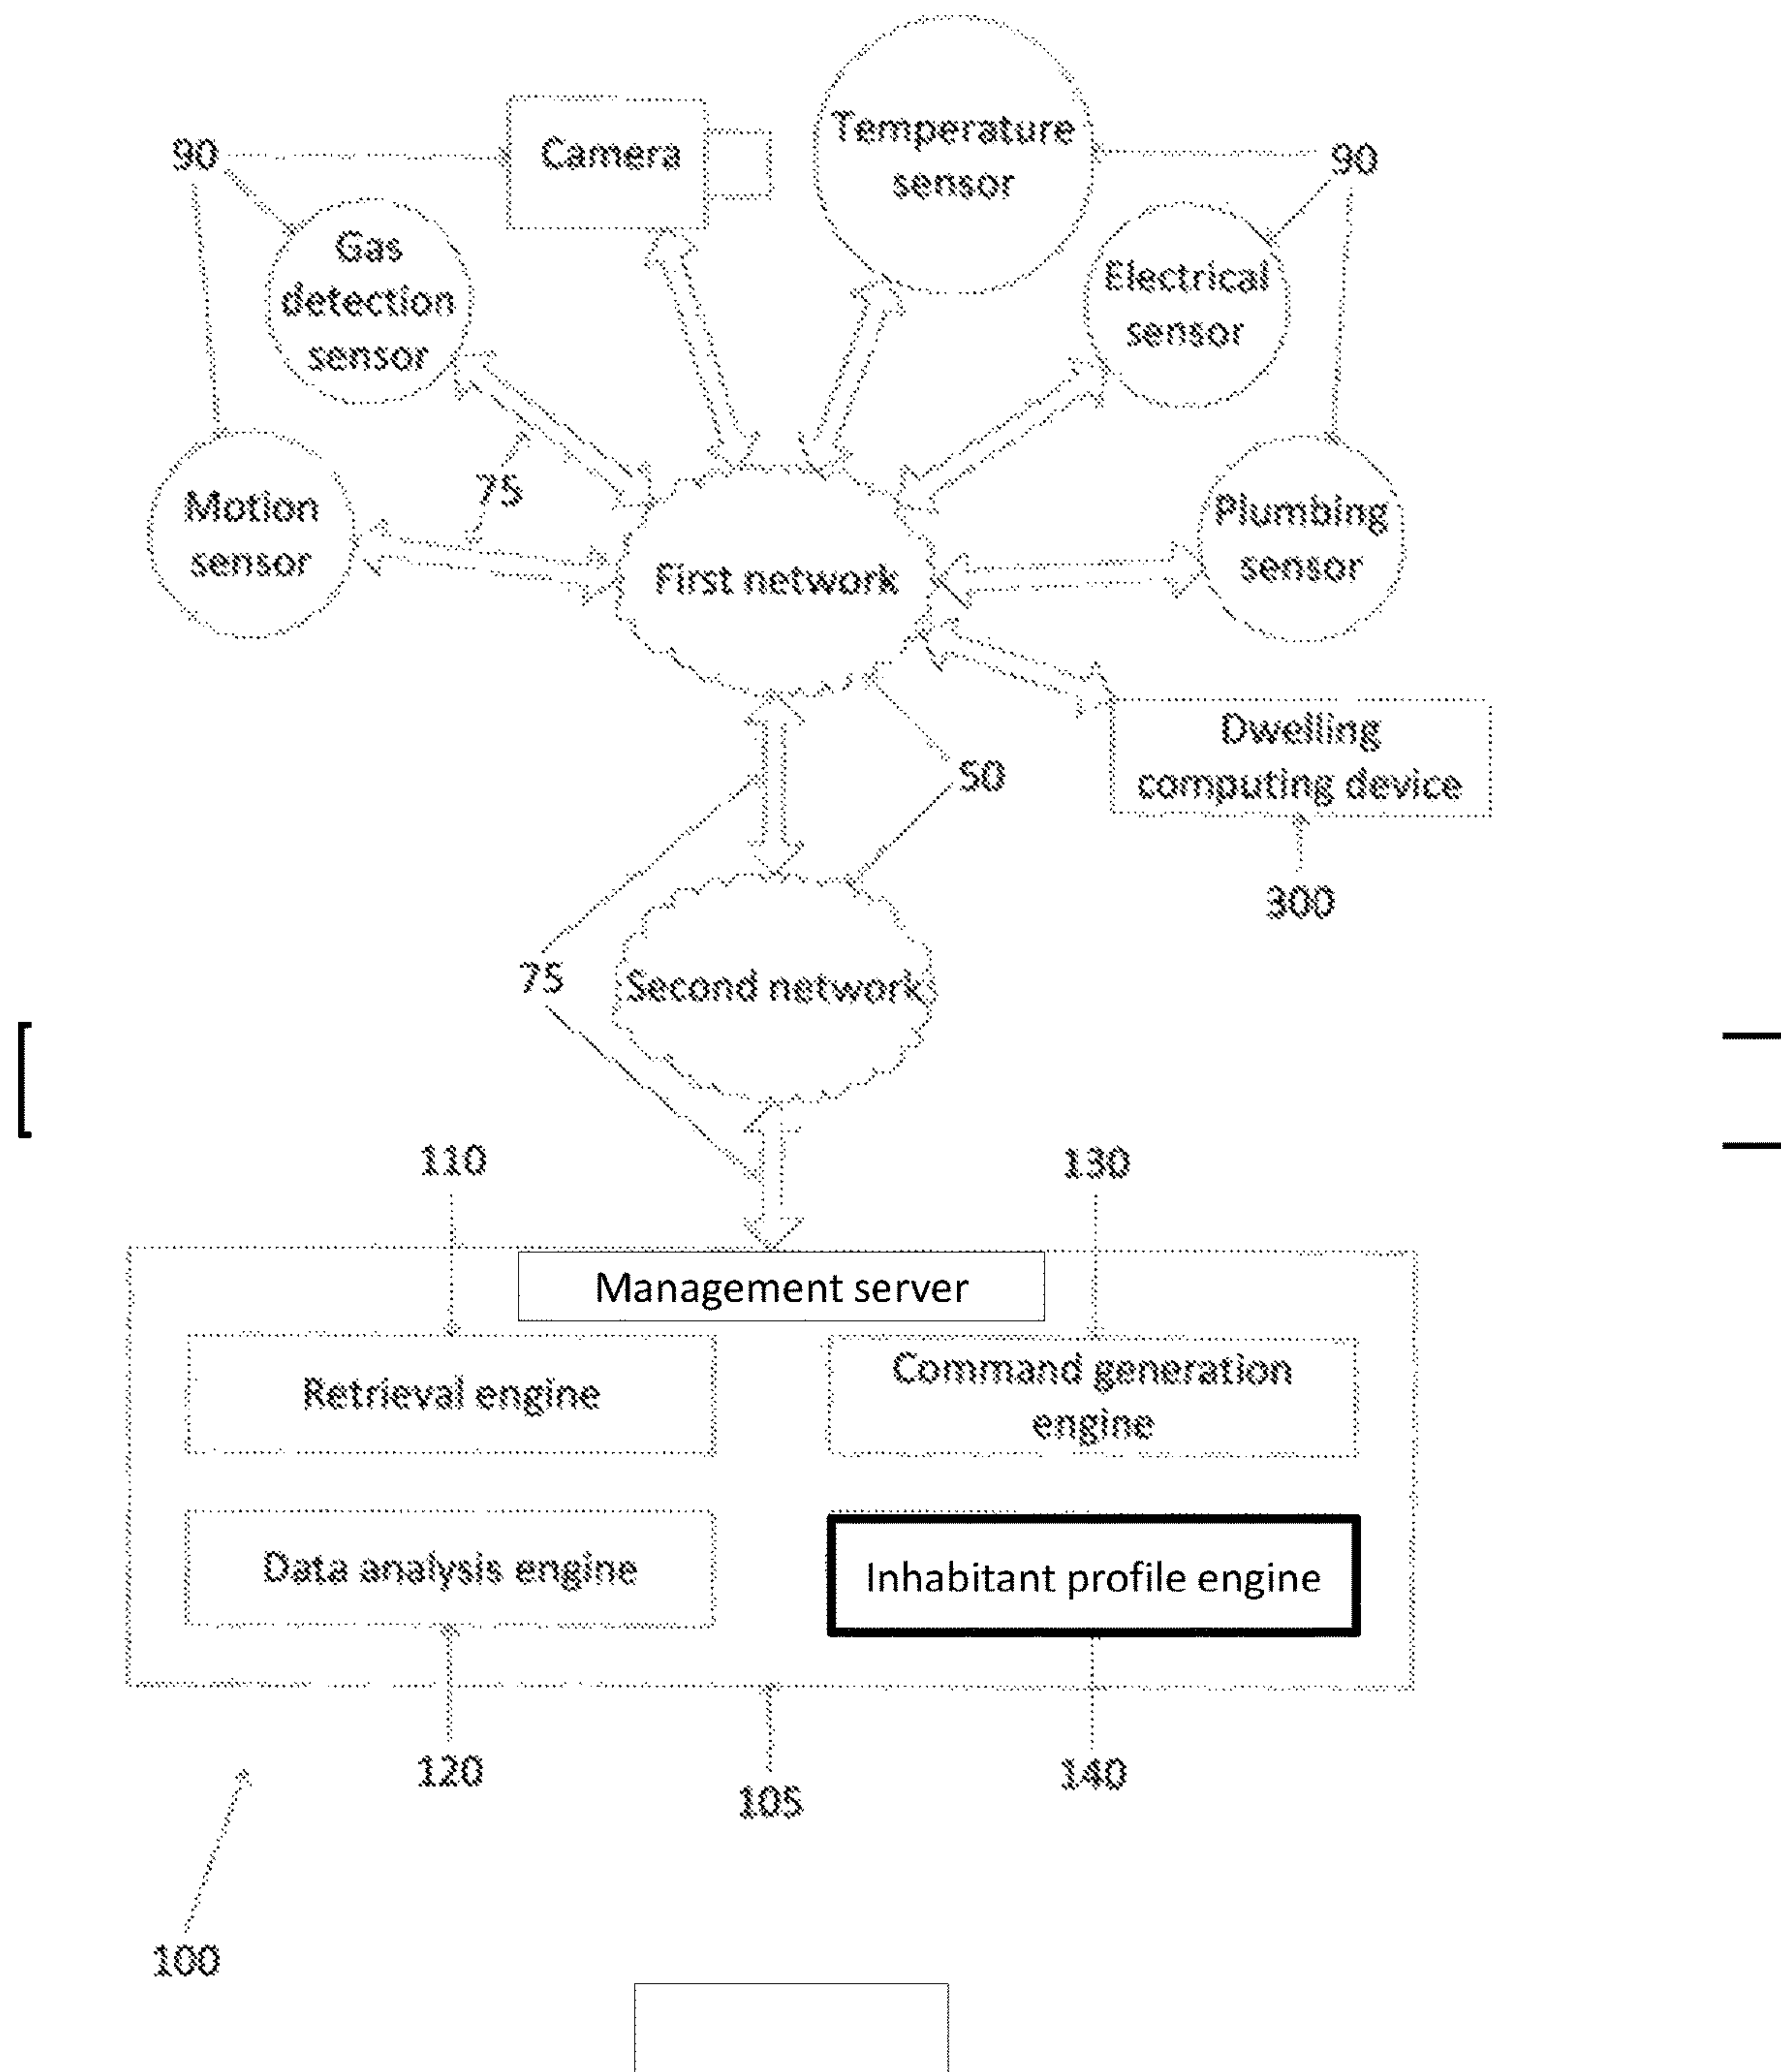 90
Camera
Temperature
sensor
90
Gas
detection
sensor
Electrical
sensor
75
Motion
sensor
First network
Plumbing
sensor
Dwelling
computing device
50
300
75
Second network
[
110
130
Management server
Retrieval engine
Command generation
engine
Data analysis engine
Inhabitant profile engine
120
105
140
100